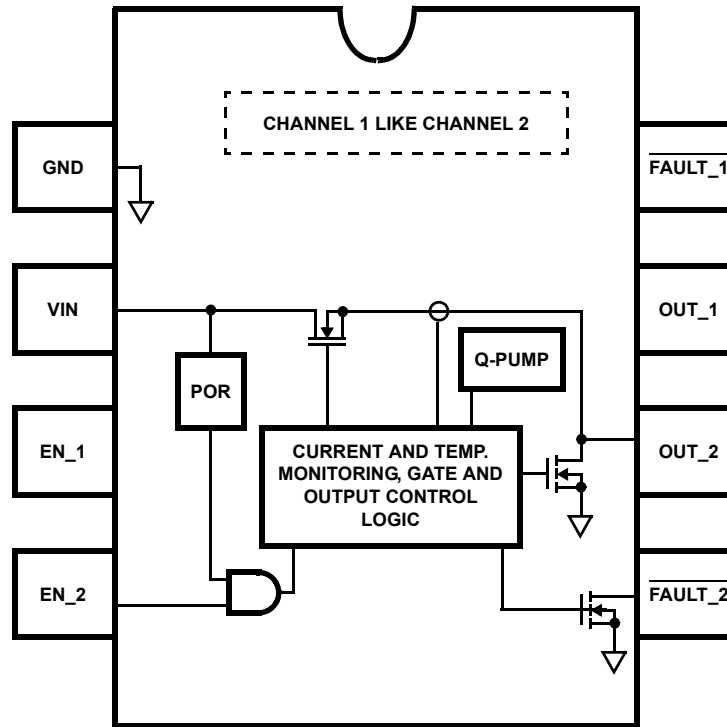 CHANNEL 1 LIKE CHANNEL 2
GND
FAULT_1
VIN
OUT_1
Q-PUMP
POR
EN_1
CURRENT AND TEMP.
MONITORING, GATE AND
OUTPUT CONTROL
LOGIC
OUT_2
EN_2
FAULT_2